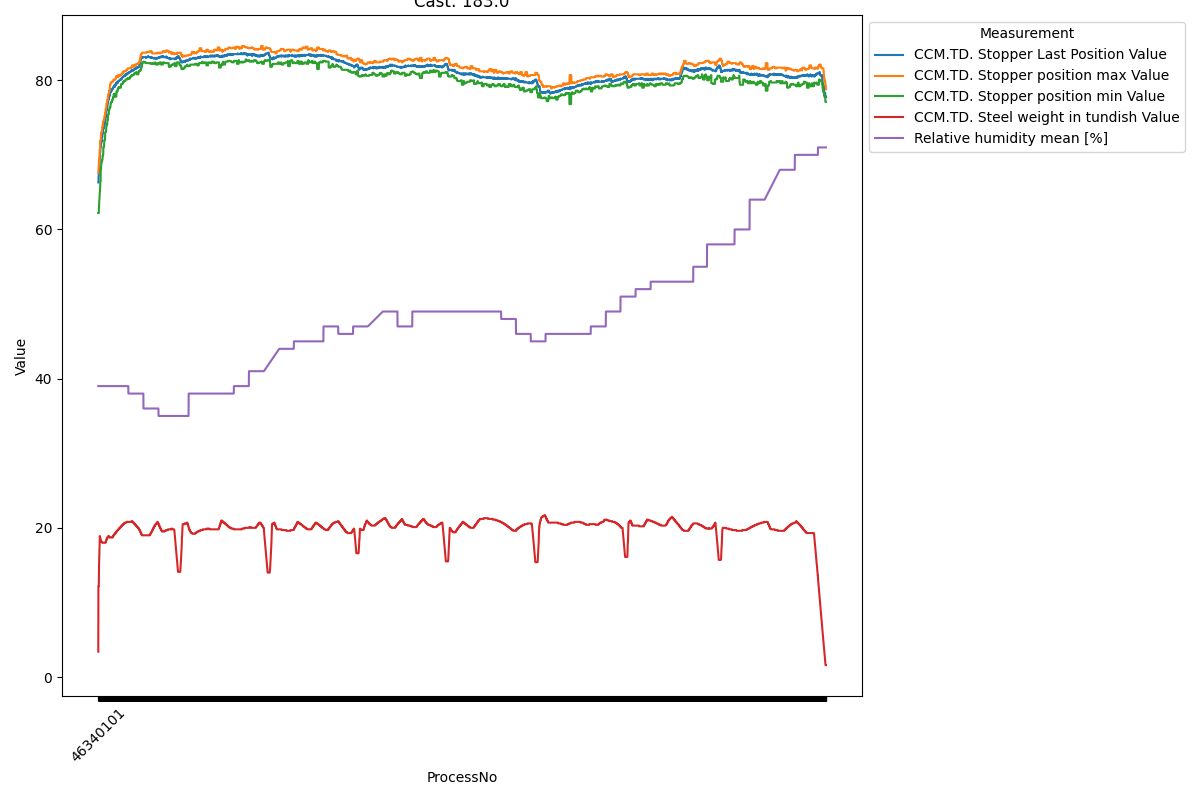 Cast: 183.0
Measurement
CCM.TD. Stopper Last Position Value
CCM.TD. Stopper position max Value
CCM.TD. Stopper position min Value
CCM.TD. Steel weight in tundish Value
Relative humidity mean [%]
80
60
40
20
0
Value
46340101
ProcessNo